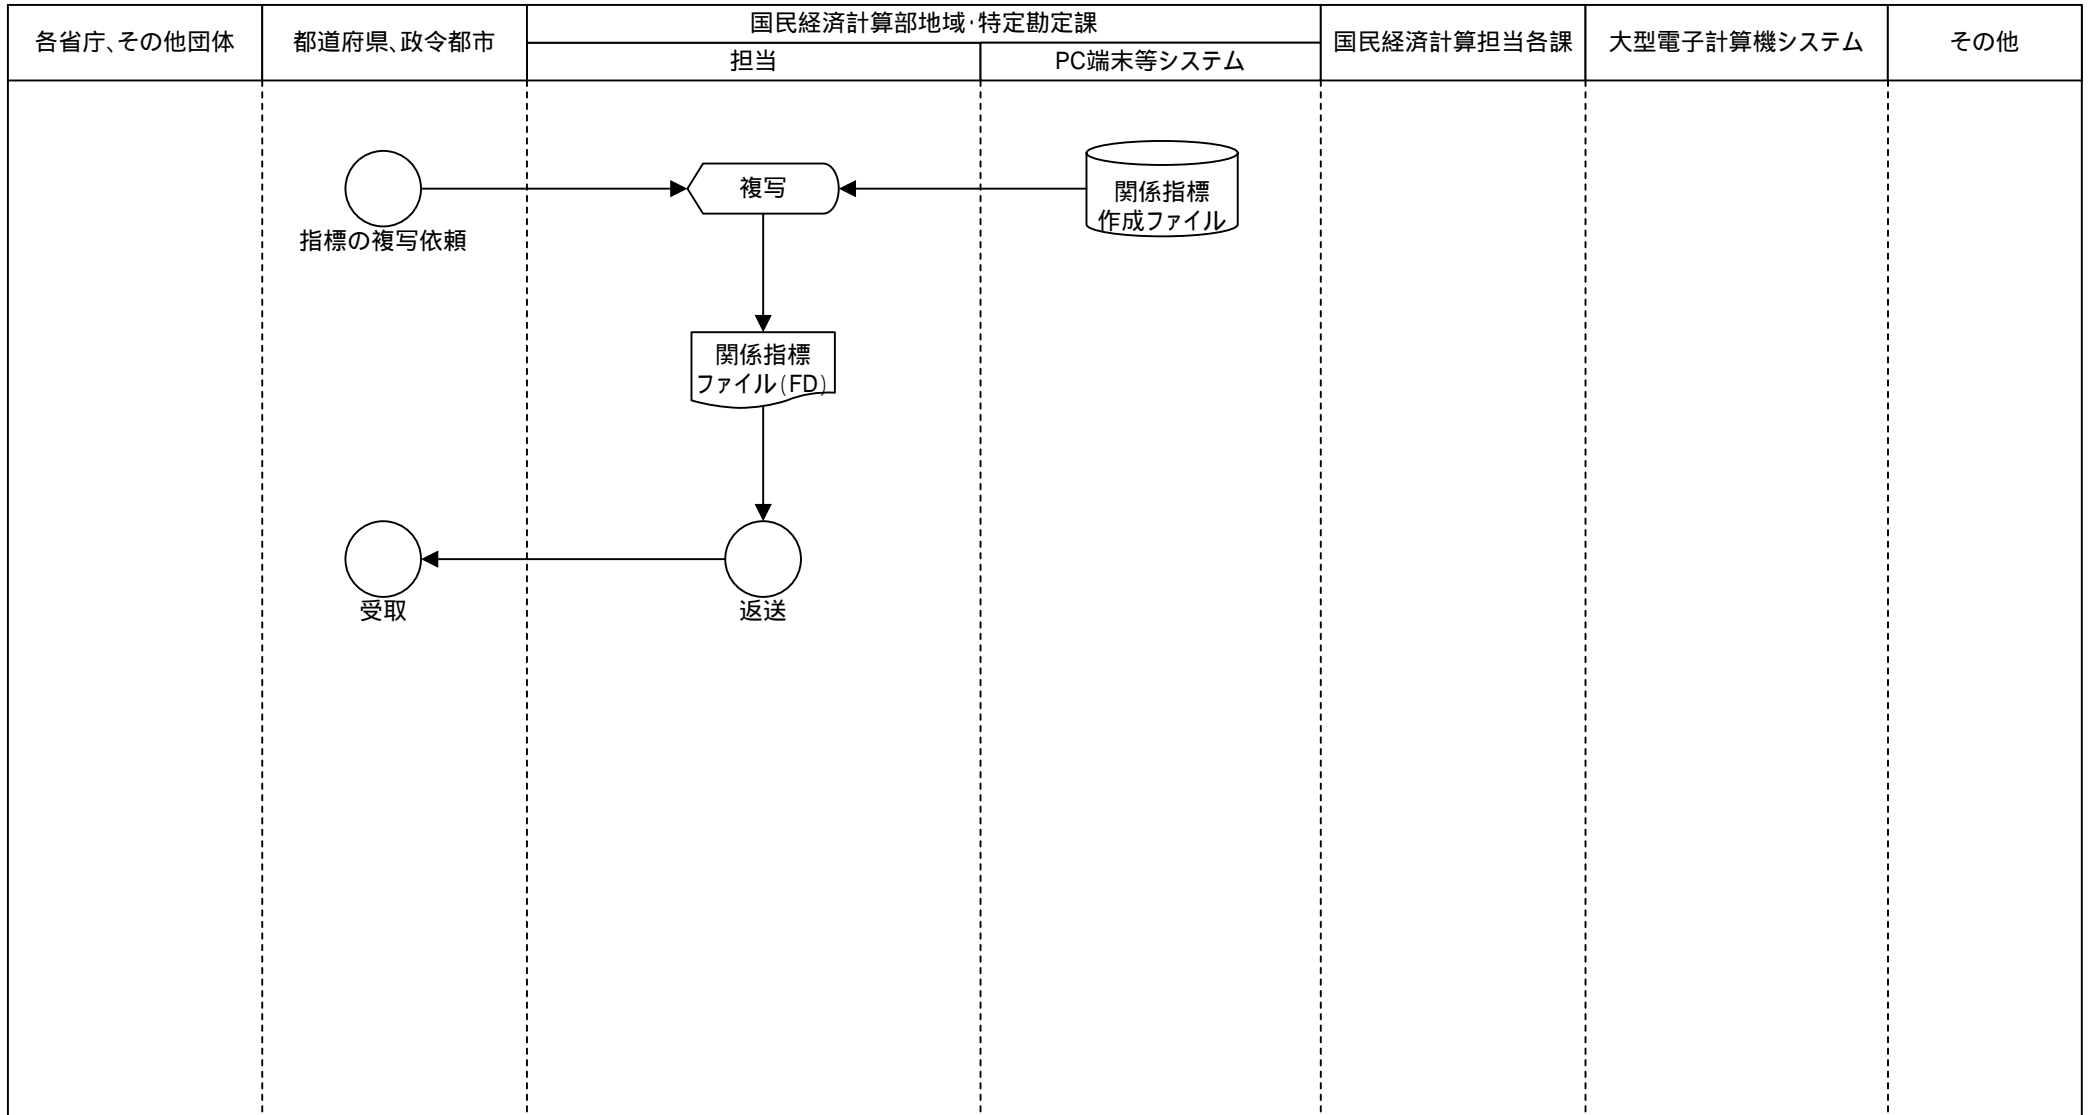 各省庁、その他団体
都道府県、政令都市
国民経済計算部地域・特定勘定課
担当
PC端末等システム
国民経済計算担当各課
大型電子計算機システム
その他
指標の複写依頼
複写
関係指標
作成ファイル
関係指標
ファイル(FD)
受取
返送